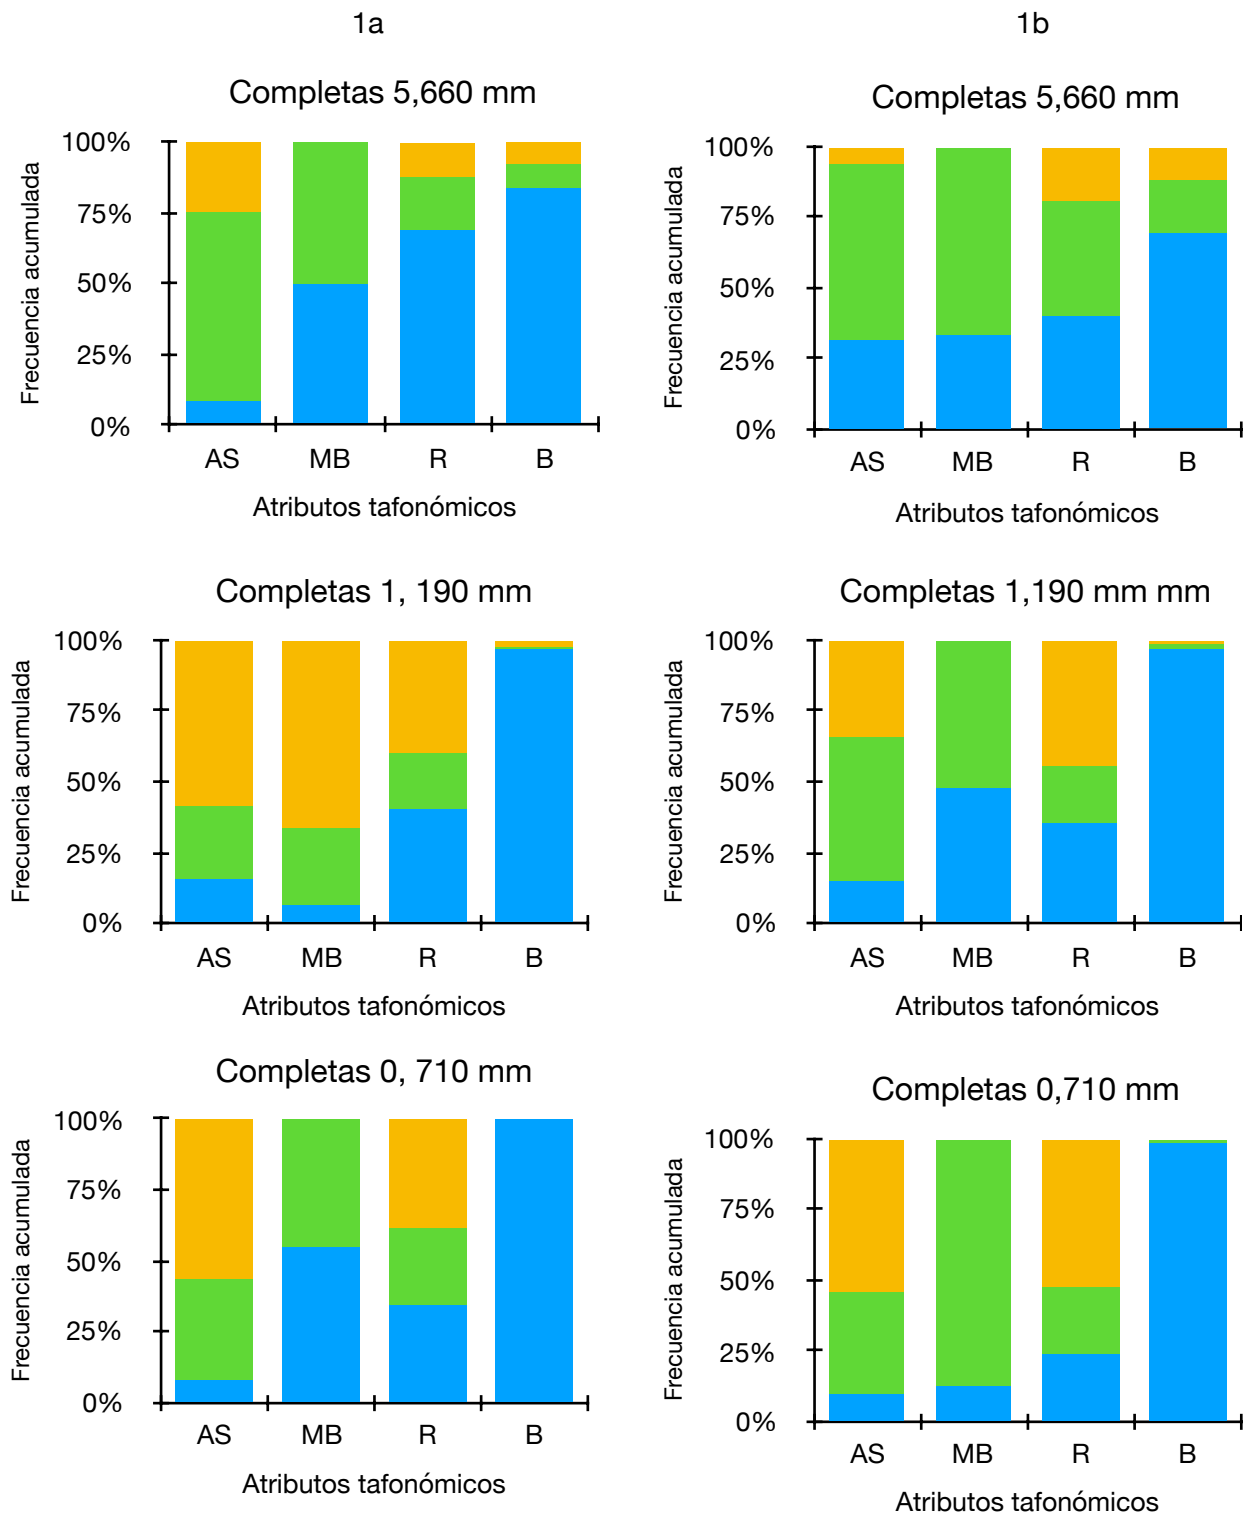 1a
1b
Completas 5,660 mm
Frecuencia acumulada
100%
75%
50%
25%
0%
AS MB R B
Atributos tafonómicos
Completas 5,660 mm
Frecuencia acumulada
100%
75%
50%
25%
0%
AS MB R B
Atributos tafonómicos
Completas 1, 190 mm
Frecuencia acumulada
100%
75%
50%
25%
0%
AS MB R B
Atributos tafonómicos
Completas 1,190 mm mm
Frecuencia acumulada
100%
75%
50%
25%
0%
AS MB R B
Atributos tafonómicos
Completas 0, 710 mm
Frecuencia acumulada
100%
75%
50%
25%
0%
AS MB R B
Atributos tafonómicos
Completas 0,710 mm
Frecuencia acumulada
100%
75%
50%
25%
0%
AS MB R B
Atributos tafonómicos